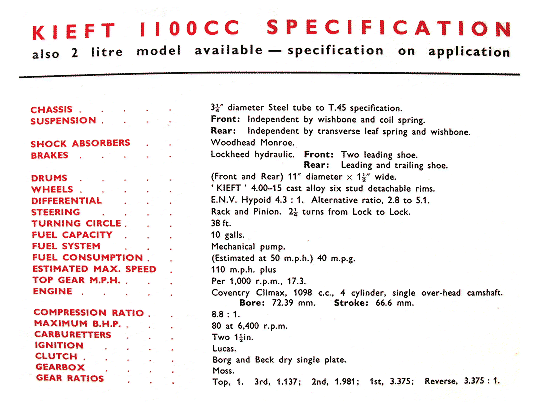 KIEFT 1100CC SPECIFICATION
also 2 litre model available — specification on application
CHASSIS . . . . . 3¼" diameter Steel tube to T.45 specification.
SUSPENSION . . . . Front: Independent by wishbone and coil spring.
Rear: Independent by transverse leaf spring and wishbone.
SHOCK ABSORBERS . . Woodhead Monroe.
BRAKES . . . . . Lockheed hydraulic. Front: Two leading shoe.
Rear: Leading and trailing shoe.
DRUMS . . . . . (Front and Rear) 11" diameter × 1½" wide.
WHEELS . . . . . ' KIEFT ' 4.00–15 cast alloy six stud detachable rims.
DIFFERENTIAL . . . E.N.V. Hypoid 4.3 : 1. Alternative ratio, 2.8 to 5.1.
STEERING . . . . Rack and Pinion. 2¼ turns from Lock to Lock.
TURNING CIRCLE . . . 38 ft.
FUEL CAPACITY . . . 10 galls.
FUEL SYSTEM . . . Mechanical pump.
FUEL CONSUMPTION . . (Estimated at 50 m.p.h.) 40 m.p.g.
ESTIMATED MAX. SPEED . 110 m.p.h. plus
TOP GEAR M.P.H. . . . Per 1,000 r.p.m., 17.3.
ENGINE . . . . . Coventry Climax, 1098 c.c., 4 cylinder, single over-head camshaft.
Bore: 72.39 mm. Stroke: 66.6 mm.
COMPRESSION RATIO . . 8.8 : 1.
MAXIMUM B.H.P. . . . 80 at 6,400 r.p.m.
CARBURETTERS . . . Two 1½in.
IGNITION . . . . Lucas.
CLUTCH . . . . . Borg and Beck dry single plate.
GEARBOX . . . . Moss.
GEAR RATIOS . . . Top, 1. 3rd, 1.137; 2nd, 1.981; 1st, 3.375; Reverse, 3.375 : 1.